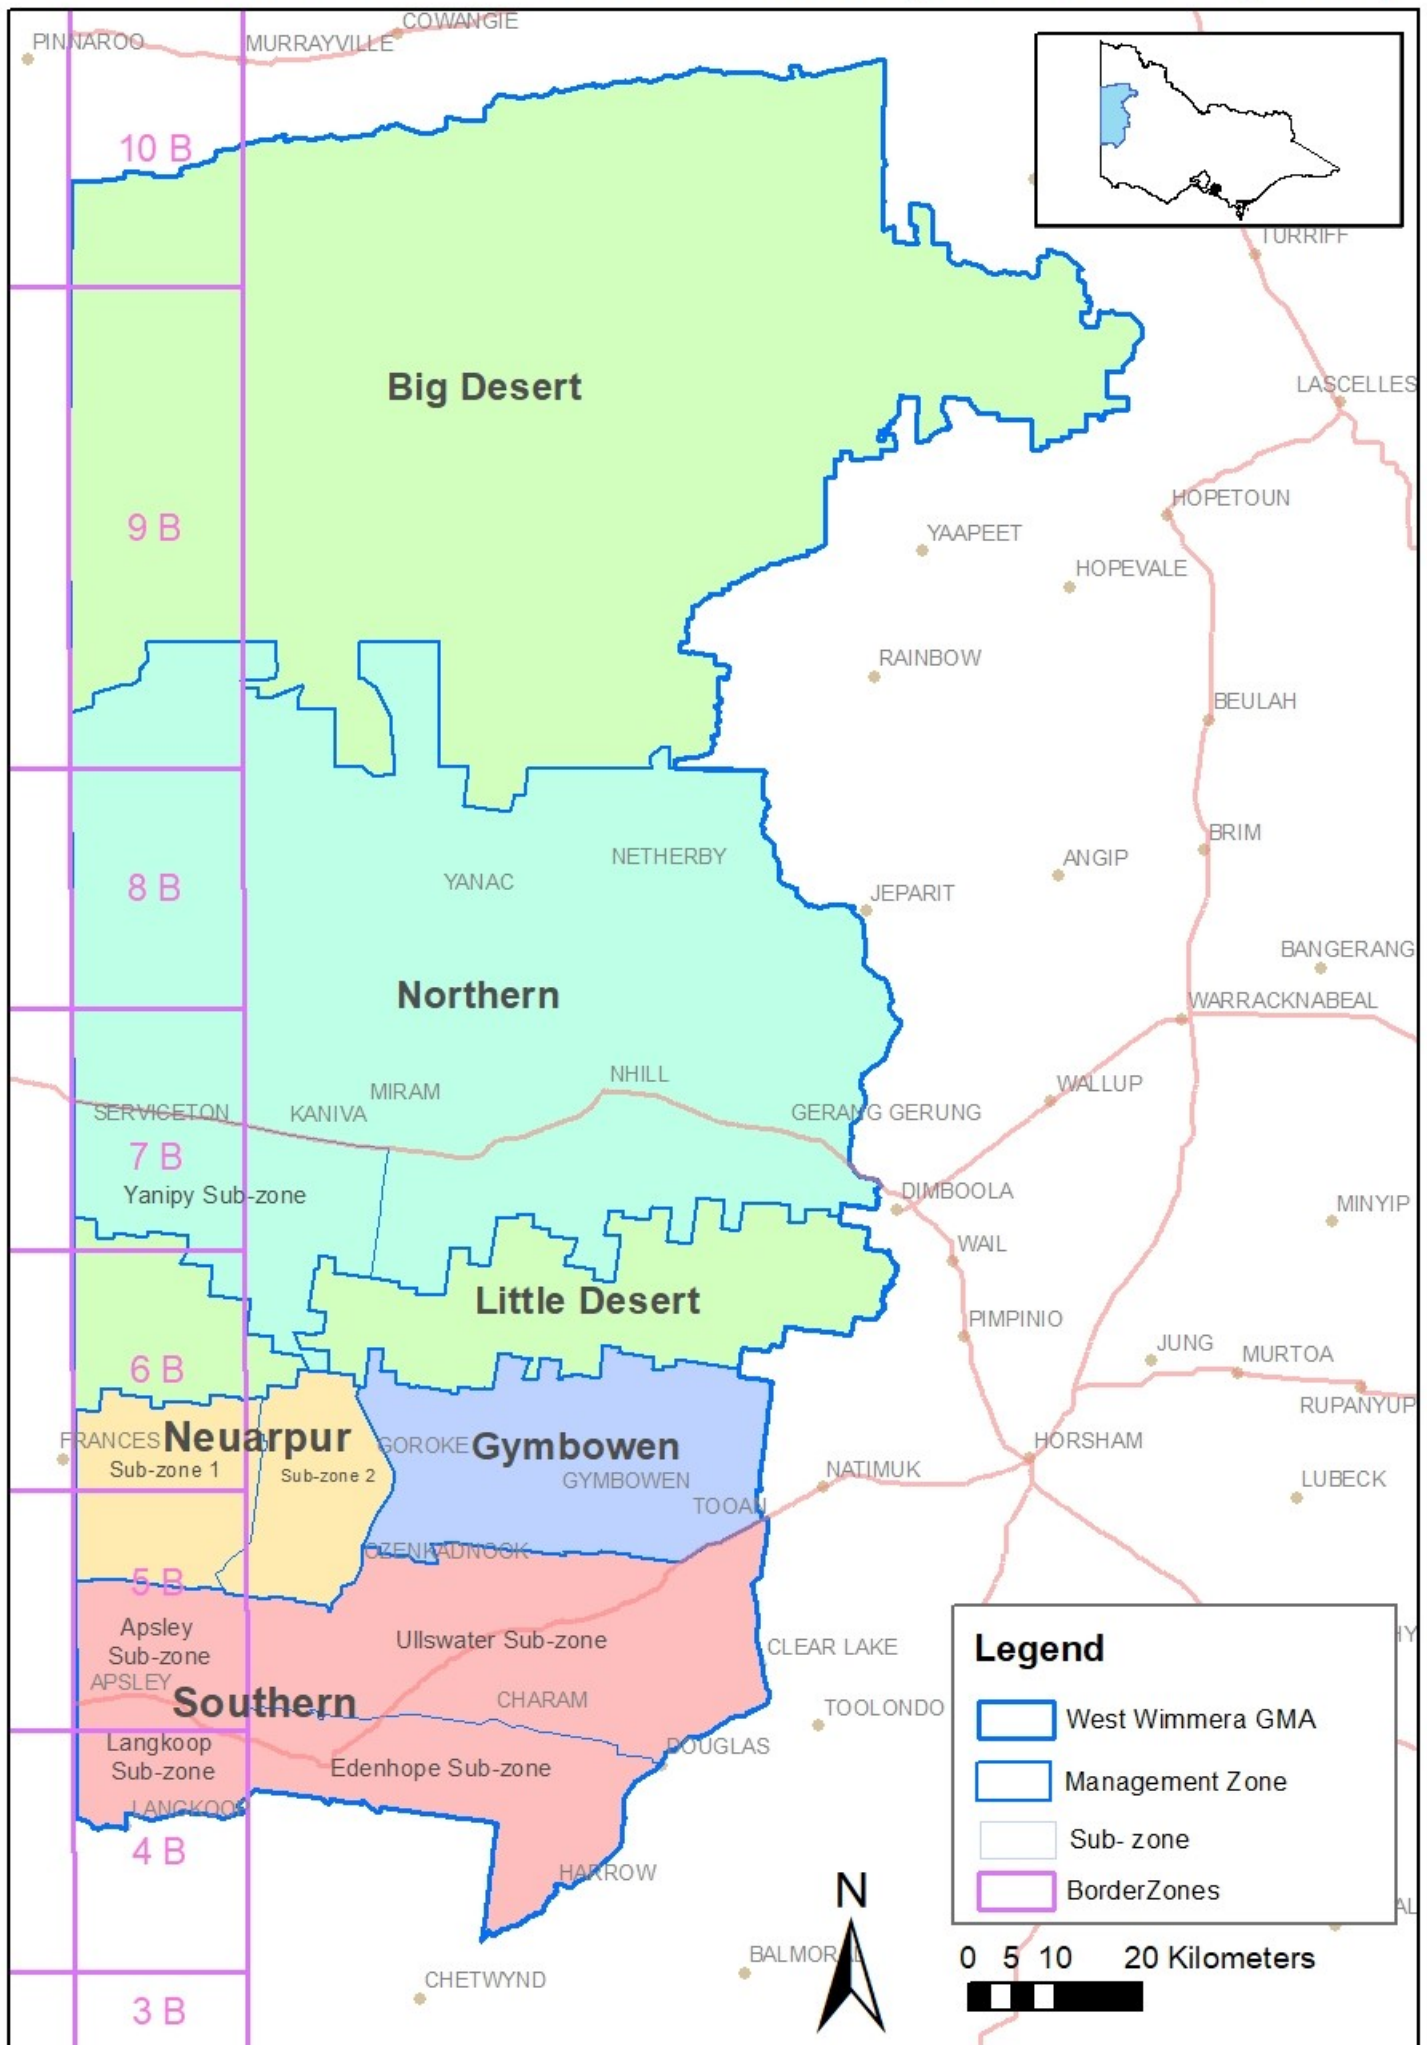 COWANGIE
PINNAROO
MURRAYVILLE
10 B
TURRIFF
Big Desert
LASCELLES
HOPETOUN
9 B
YAAPEET
HOPEVALE
RAINBOW
BEULAH
BRIM
NETHERBY
ANGIP
YANAC
8 B
JEPARIT
BANGERANG
Northern
WARRACKNABEAL
NHILL
WALLUP
MIRAM
SERVICETON
KANIVA
GERANG GERUNG
7 B
Yanipy Sub-zone
DIMBOOLA
MINYIP
WAIL
Little Desert
PIMPINIO
JUNG
MURTOA
6 B
RUPANYUP
FRANCES
Neuarpur
GOROKE
Gymbowen
HORSHAM
Sub-zone 1
Sub-zone 2
GYMBOWEN
NATIMUK
LUBECK
TOOAN
OZENKADNOOK
5 B
Apsley
Sub-zone
Ullswater Sub-zone
CLEAR LAKE
HY
Legend
APSLEY
Southern
CHARAM
TOOLONDO
West Wimmera GMA
Langkoop
Sub-zone
Edenhope Sub-zone
DOUGLAS
Management Zone
LANGKOOP
Sub- zone
4 B
HARROW
BorderZones
N
AL
0 5 10 20 Kilometers
BALMORAL
CHETWYND
3 B